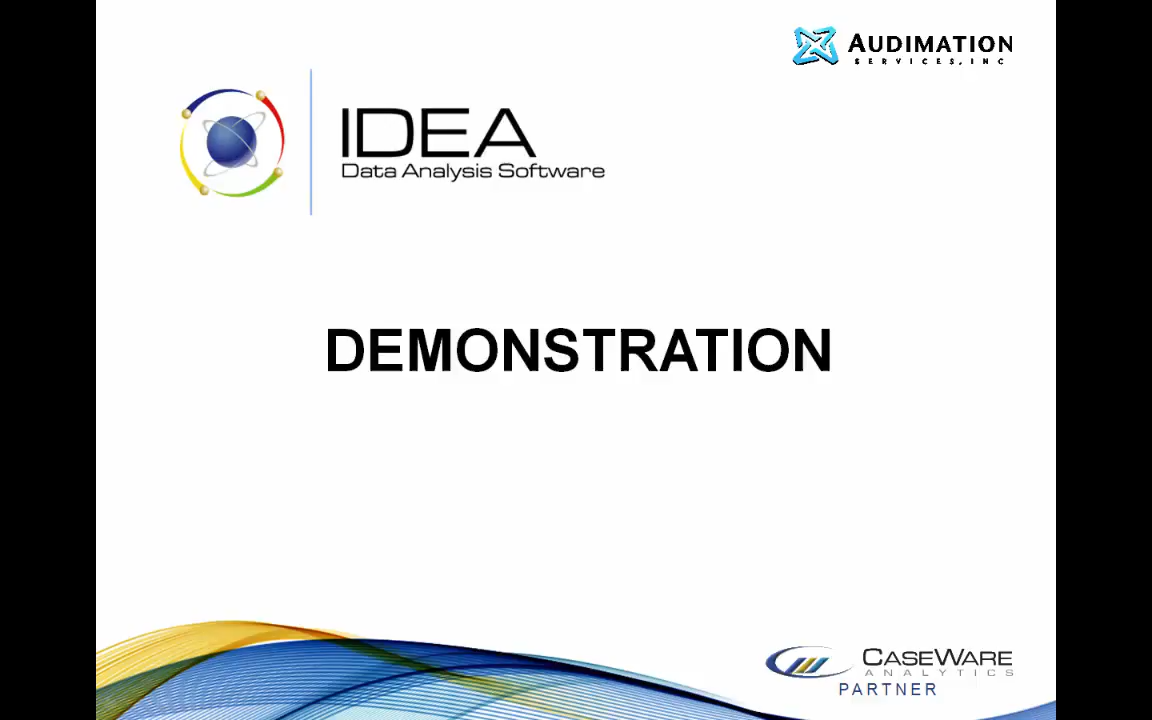 AUDIMATION
SERVICES, INC
IDEA
Data Analysis Software
DEMONSTRATION
CASEWARE
ANALYTICS
PARTNER